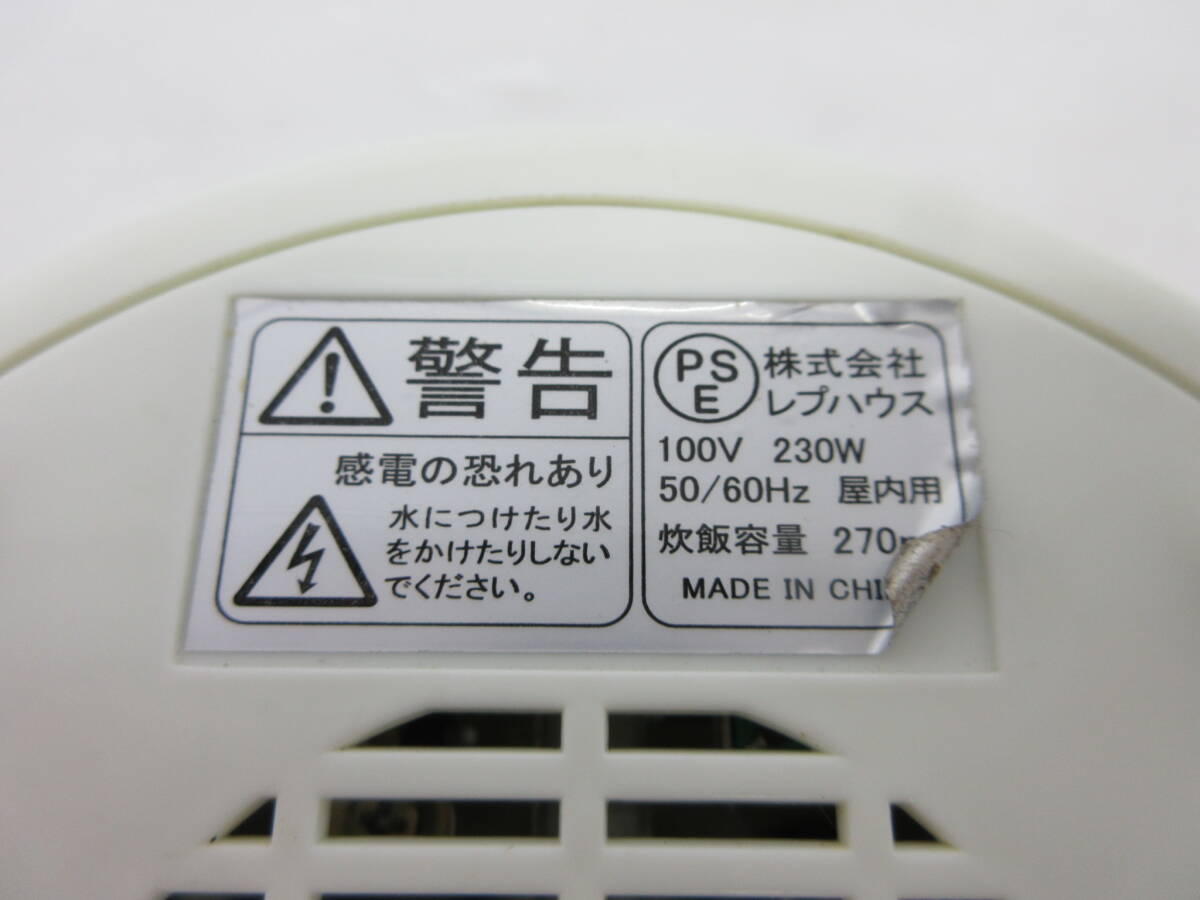 警告
感電の恐れあり
水につけたり水
をかけたりしない
でください。
PSE
株式会社
レプハウス
100V 230W
50/60Hz 屋内用
炊飯容量 270
MADE IN